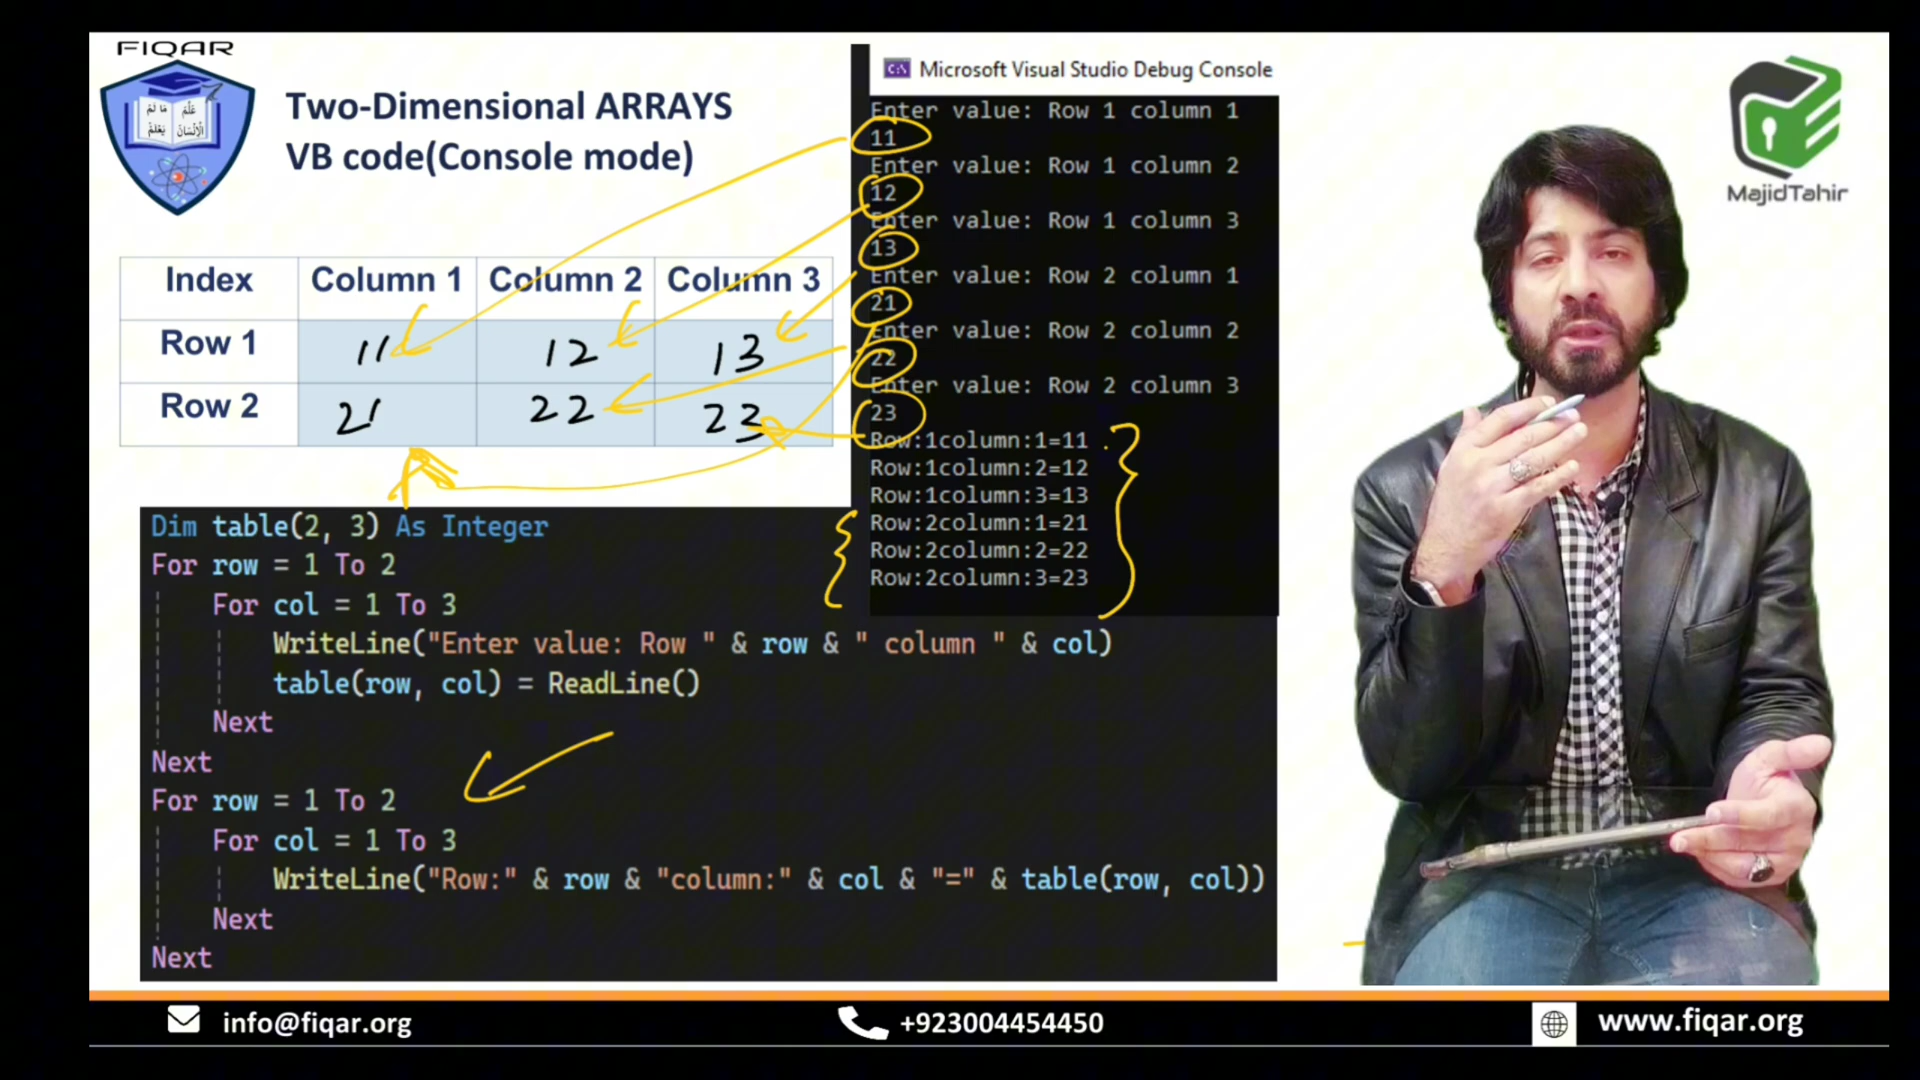 FIQAR
عَلَّمَ
الْاِنْسَانَ
مَا لَمْ
يَعْلَمْ
Two-Dimensional ARRAYS
VB code(Console mode)
Index Column 1 Column 2 Column 3
Row 1 11 12 13
Row 2 21 22 23
C:\ Microsoft Visual Studio Debug Console
Enter value: Row 1 column 1
11
Enter value: Row 1 column 2
12
Enter value: Row 1 column 3
13
Enter value: Row 2 column 1
21
Enter value: Row 2 column 2
22
Enter value: Row 2 column 3
23
Row:1column:1=11
Row:1column:2=12
Row:1column:3=13
Row:2column:1=21
Row:2column:2=22
Row:2column:3=23
MajidTahir
Dim table(2, 3) As Integer
For row = 1 To 2
For col = 1 To 3
WriteLine("Enter value: Row " & row & " column " & col)
table(row, col) = ReadLine()
Next
Next
For row = 1 To 2
For col = 1 To 3
WriteLine("Row:" & row & "column:" & col & "=" & table(row, col))
Next
Next
info@fiqar.org +923004454450 www.fiqar.org